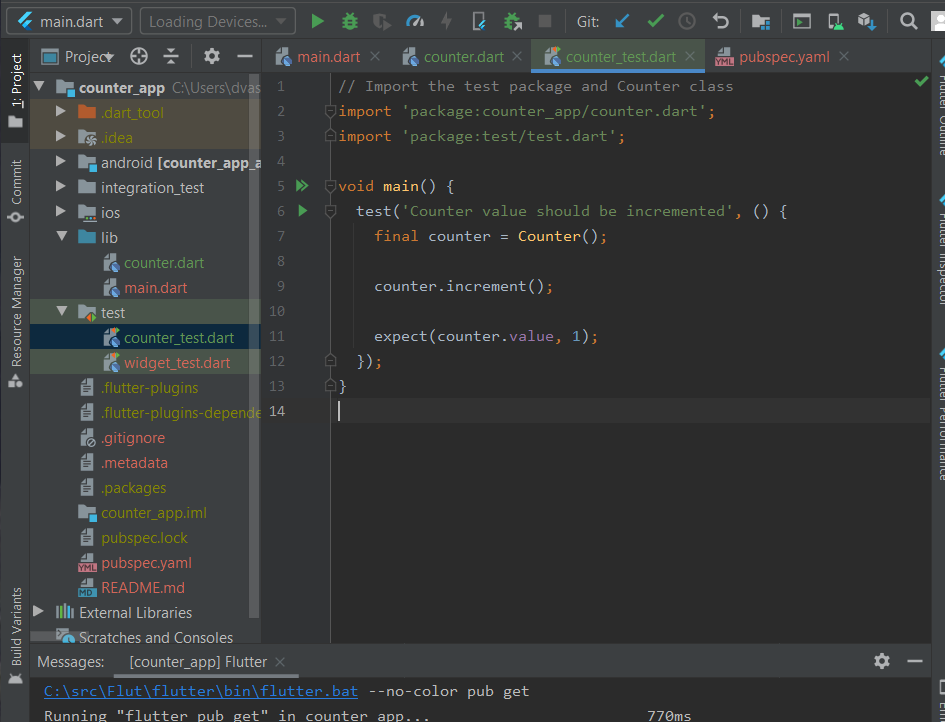 main.dart
Loading Devices...
Git:
1: Project
Commit
Resource Manager
Build Variants
Project
counter_app C:\Users\dvas
.dart_tool
.idea
android [counter_app_a
integration_test
ios
lib
counter.dart
main.dart
test
counter_test.dart
widget_test.dart
.flutter-plugins
.flutter-plugins-depende
.gitignore
.metadata
.packages
counter_app.iml
pubspec.lock
pubspec.yaml
README.md
External Libraries
Scratches and Consoles
main.dart
counter.dart
counter_test.dart
pubspec.yaml
1 // Import the test package and Counter class
2 import 'package:counter_app/counter.dart';
3 import 'package:test/test.dart';
4
5 void main() {
6 test('Counter value should be incremented', () {
7 final counter = Counter();
8
9 counter.increment();
10
11 expect(counter.value, 1);
12 });
13 }
14
Flutter Outline
Flutter Inspector
Flutter Performance
Messages:
[counter_app] Flutter
C:\src\Flut\flutter\bin\flutter.bat --no-color pub get
Running "flutter pub get" in counter_app... 770ms